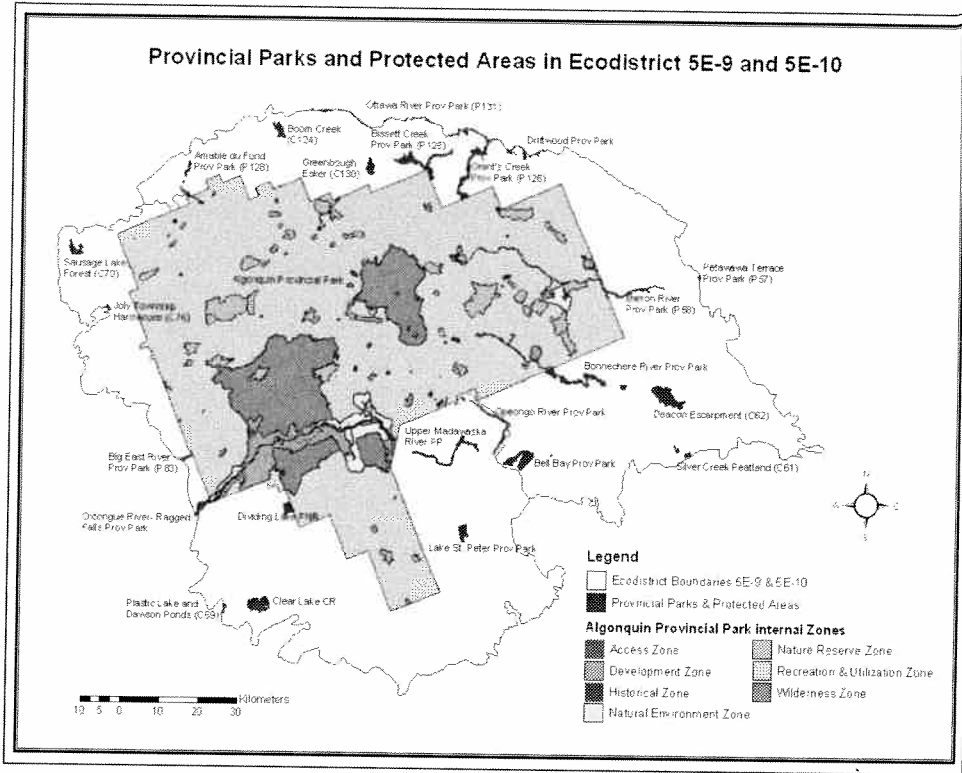 Provincial Parks and Protected Areas in Ecodistrict 5E-9 and 5E-10
Ottawa River Prov Park (P131)
Boom Creek
(C124)
Bissett Creek
Prov Park (P125)
Driftwood Prov Park
Amable du Fond
Prov Park (P128)
Greenbough
Esker (C130)
Grant's Creek
Prov Park (P126)
Sausage Lake
Forest (C70)
Algonquin Provincial Park
Petawawa Terrace
Prov Park (P57)
Joly Township
Hardwoods (C76)
Barron River
Prov Park (P58)
Bonnechere River Prov Park
Deacon Escarpment (C62)
Opeongo River Prov Park
Upper Madawaska
River PP
Big East River
Prov Park (P83)
Bell Bay Prov Park
Silver Creek Peatland (C61)
Oxtongue River- Ragged
Falls Prov Park
Dividing Lake PNR
N
E
S
Lake St. Peter Prov Park
Plastic Lake and
Dawson Ponds (C59)
Clear Lake CR
Legend
Ecodistrict Boundaries 5E-9 & 5E-10
Provincial Parks & Protected Areas
Algonquin Provincial Park internal Zones
Access Zone
Nature Reserve Zone
Development Zone
Recreation & Utilization Zone
Historical Zone
Wilderness Zone
Natural Environment Zone
Kilometers
10 5 0 10 20 30